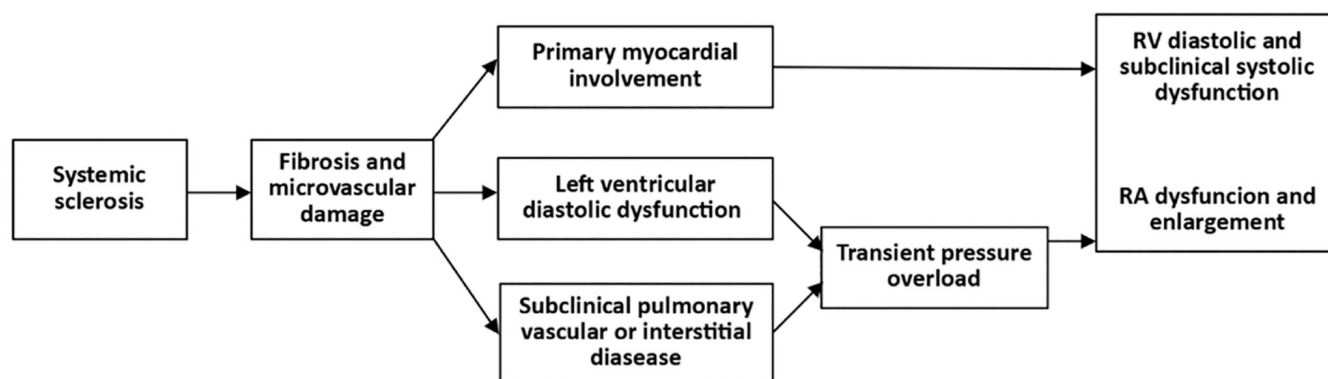 Systemic
sclerosis
Fibrosis and
microvascular
damage
Primary myocardial
involvement
Left ventricular
diastolic dysfunction
Subclinical pulmonary
vascular or interstitial
diasease
Transient pressure
overload
RV diastolic and
subclinical systolic
dysfunction
RA dysfuncion and
enlargement